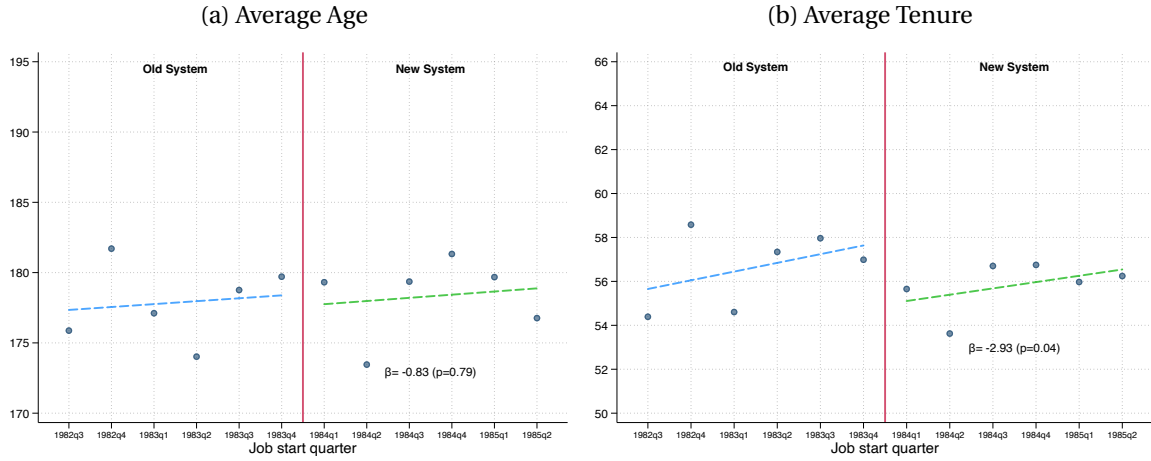 (a) Average Age
195
190
185
180
175
170
Old System
New System
β= -0.83 (p=0.79)
1982q3 1982q4 1983q1 1983q2 1983q3 1983q4 1984q1 1984q2 1984q3 1984q4 1985q1 1985q2
Job start quarter
(b) Average Tenure
66
64
62
60
58
56
54
52
50
Old System
New System
β= -2.93 (p=0.04)
1982q3 1982q4 1983q1 1983q2 1983q3 1983q4 1984q1 1984q2 1984q3 1984q4 1985q1 1985q2
Job start quarter